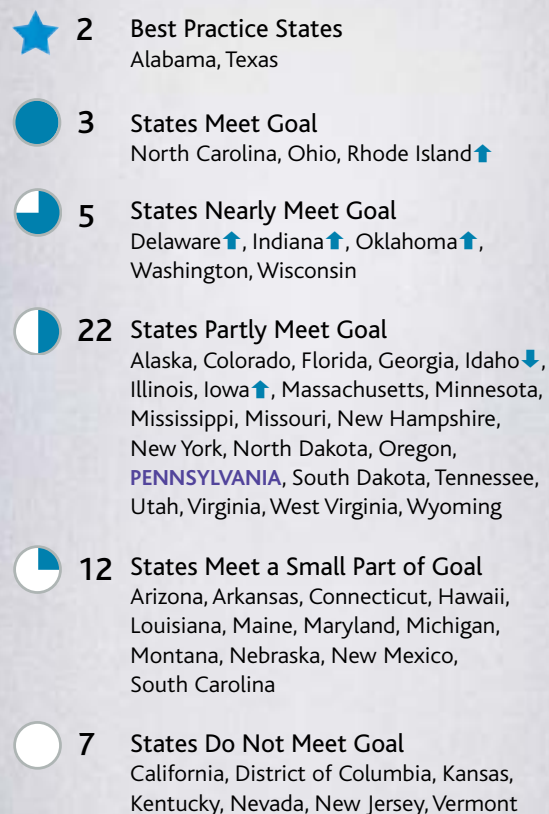 2 Best Practice States
Alabama, Texas
3 States Meet Goal
North Carolina, Ohio, Rhode Island⬆
5 States Nearly Meet Goal
Delaware⬆, Indiana⬆, Oklahoma⬆,
Washington, Wisconsin
22 States Partly Meet Goal
Alaska, Colorado, Florida, Georgia, Idaho⬇,
Illinois, Iowa⬆, Massachusetts, Minnesota,
Mississippi, Missouri, New Hampshire,
New York, North Dakota, Oregon,
PENNSYLVANIA, South Dakota, Tennessee,
Utah, Virginia, West Virginia, Wyoming
12 States Meet a Small Part of Goal
Arizona, Arkansas, Connecticut, Hawaii,
Louisiana, Maine, Maryland, Michigan,
Montana, Nebraska, New Mexico,
South Carolina
7 States Do Not Meet Goal
California, District of Columbia, Kansas,
Kentucky, Nevada, New Jersey, Vermont